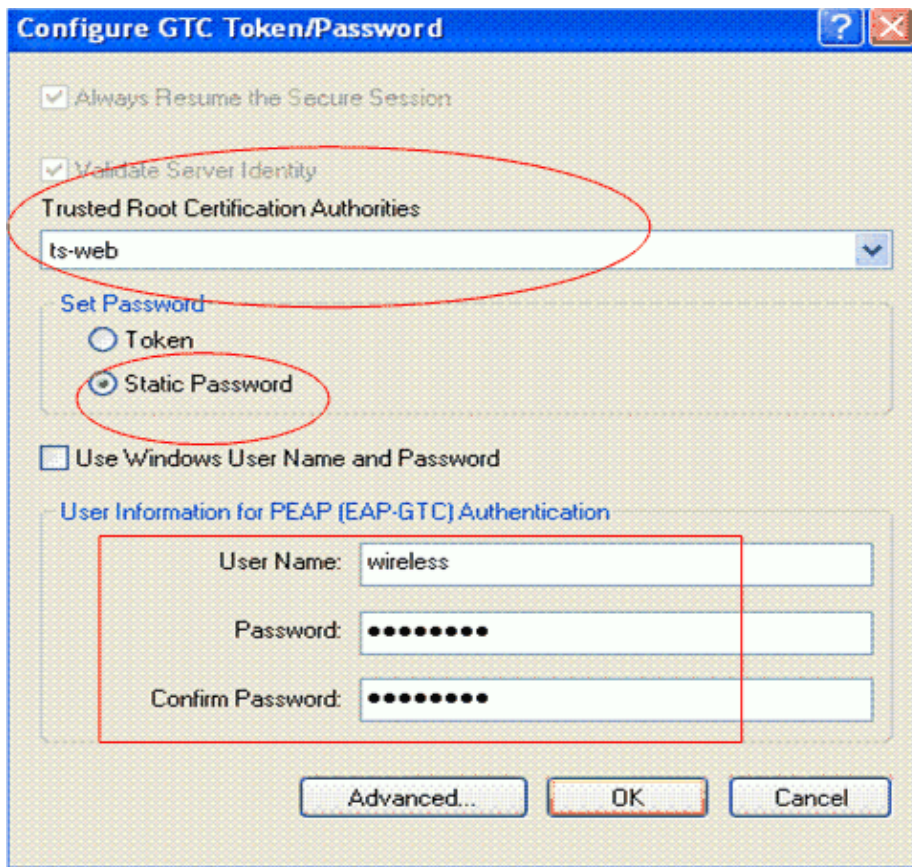 Configure GTC Token/Password
Always Resume the Secure Session
Validate Server Identity
Trusted Root Certification Authorities
ts-web
Set Password
Token
Static Password
Use Windows User Name and Password
User Information for PEAP (EAP-GTC) Authentication
User Name: wireless
Password: ●●●●●●●●
Confirm Password: ●●●●●●●●
Advanced... OK Cancel